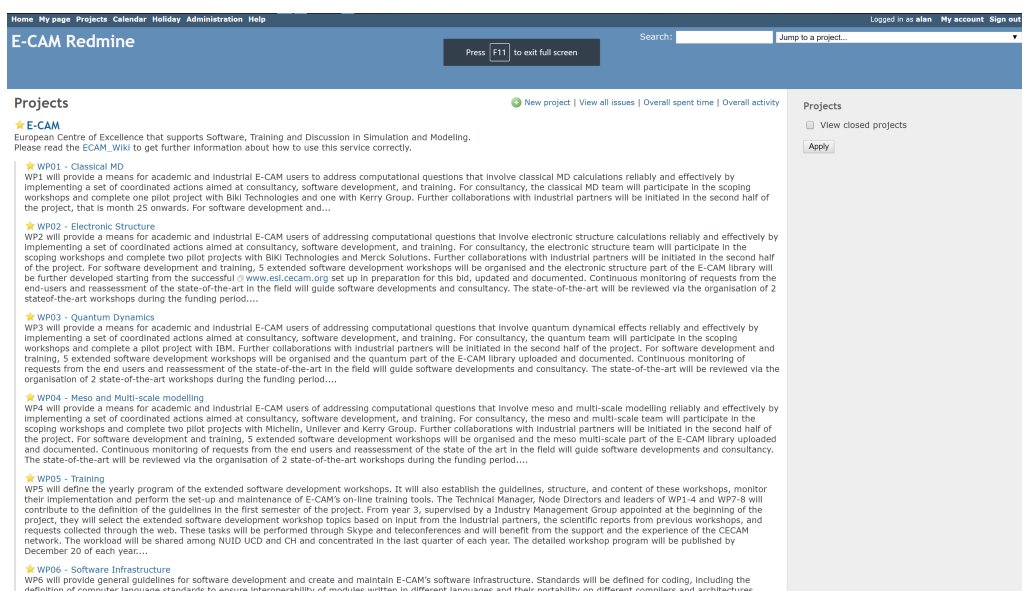 Home My page Projects Calendar Holiday Administration Help
Logged in as alan My account Sign out
E-CAM Redmine
Search:
Jump to a project...
Press F11 to exit full screen
Projects
New project | View all issues | Overall spent time | Overall activity
E-CAM
European Centre of Excellence that supports Software, Training and Discussion in Simulation and Modeling.
Please read the ECAM_Wiki to get further information about how to use this service correctly.
WP01 - Classical MD
WP1 will provide a means for academic and industrial E-CAM users to address computational questions that involve classical MD calculations reliably and effectively by
implementing a set of coordinated actions aimed at consultancy, software development, and training. For consultancy, the classical MD team will participate in the scoping
workshops and complete one pilot project with Biki Technologies and one with Kerry Group. Further collaborations with industrial partners will be initiated in the second half of
the project, that is month 25 onwards. For software development and...
WP02 - Electronic Structure
WP2 will provide a means for academic and industrial E-CAM users of addressing computational questions that involve electronic structure calculations reliably and effectively by
implementing a set of coordinated actions aimed at consultancy, software development, and training. For consultancy, the electronic structure team will participate in the
scoping workshops and complete two pilot projects with BiKi Technologies and Merck Solutions. Further collaborations with industrial partners will be initiated in the second half
of the project. For software development and training, 5 extended software development workshops will be organised and the electronic structure part of the E-CAM library will
be further developed starting from the successful www.esl.cecam.org set up in preparation for this bid, updated and documented. Continuous monitoring of requests from the
end-users and reassessment of the state-of-the-art in the field will guide software developments and consultancy. The state-of-the-art will be reviewed via the organisation of 2
stateof-the-art workshops during the funding period....
WP03 - Quantum Dynamics
WP3 will provide a means for academic and industrial E-CAM users of addressing computational questions that involve quantum dynamical effects reliably and effectively by
implementing a set of coordinated actions aimed at consultancy, software development, and training. For consultancy, the quantum team will participate in the scoping
workshops and complete a pilot project with IBM. Further collaborations with industrial partners will be initiated in the second half of the project. For software development and
training, 5 extended software development workshops will be organised and the quantum part of the E-CAM library uploaded and documented. Continuous monitoring of
requests from the end users and reassessment of the state-of-the-art in the field will guide software developments and consultancy. The state-of-the-art will be reviewed via the
organisation of 2 state-of-the-art workshops during the funding period....
WP04 - Meso and Multi-scale modelling
WP4 will provide a means for academic and industrial E-CAM users of addressing computational questions that involve meso and multi-scale modelling reliably and effectively by
implementing a set of coordinated actions aimed at consultancy, software development, and training. For consultancy, the meso and multi-scale team will participate in the
scoping workshops and complete two pilot projects with Michelin, Unilever and Kerry Group. Further collaborations with industrial partners will be initiated in the second half of
the project. For software development and training, 5 extended software development workshops will be organised and the meso multi-scale part of the E-CAM library uploaded
and documented. Continuous monitoring of requests from the end users and reassessment of the state of the art in the field will guide software developments and consultancy.
The state-of-the-art will be reviewed via the organisation of 2 state-of-the-art workshops during the funding period....
WP05 - Training
WP5 will define the yearly program of the extended software development workshops. It will also establish the guidelines, structure, and content of these workshops, monitor
their implementation and perform the set-up and maintenance of E-CAM's on-line training tools. The Technical Manager, Node Directors and leaders of WP1-4 and WP7-8 will
contribute to the definition of the guidelines in the first semester of the project. From year 3, supervised by a Industry Management Group appointed at the beginning of the
project, they will select the extended software development workshop topics based on input from the industrial partners, the scientific reports from previous workshops, and
requests collected through the web. These tasks will be performed through Skype and teleconferences and will benefit from the support and the experience of the CECAM
network. The workload will be shared among NUID UCD and CH and concentrated in the last quarter of each year. The detailed workshop program will be published by
December 20 of each year....
WP06 - Software Infrastructure
WP6 will provide general guidelines for software development and create and maintain E-CAM's software infrastructure. Standards will be defined for coding, including the
definition of computer language standards to ensure interoperability of modules written in different languages and their portability on different compilers and architectures
Projects
View closed projects
Apply